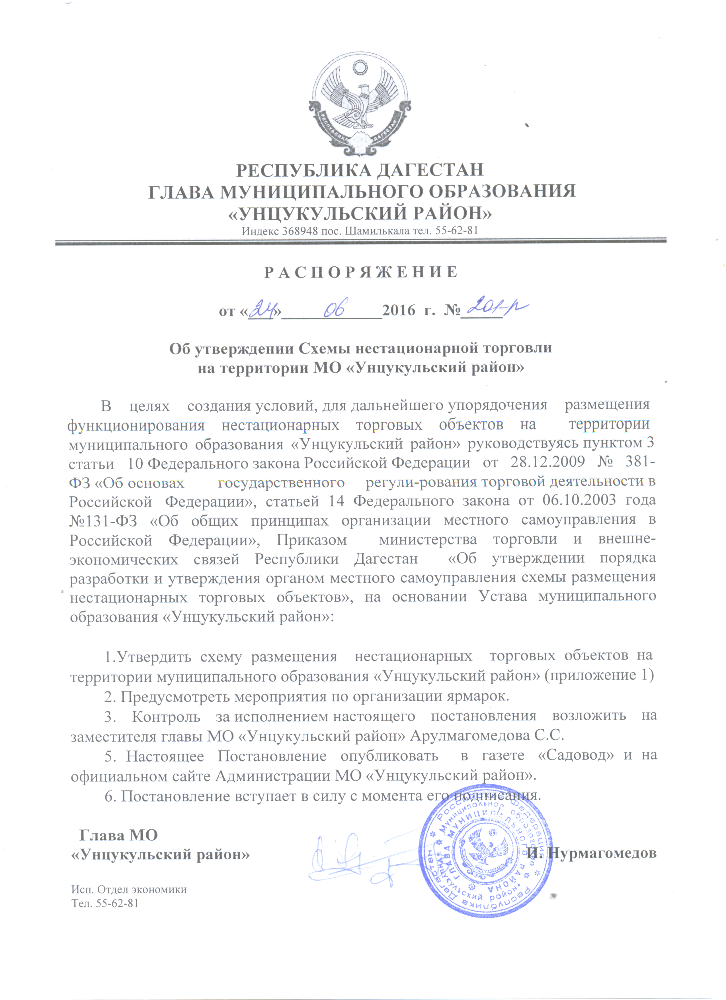 РЕСПУБЛИКА ДАГЕСТАН
РЕСПУБЛИКА ДАГЕСТАН
ГЛАВА МУНИЦИПАЛЬНОГО ОБРАЗОВАНИЯ
«УНЦУКУЛЬСКИЙ РАЙОН»
Индекс 368948 пос. Шамилькала тел. 55-62-81
Р А С П О Р Я Ж Е Н И Е
от «24» 06 2016 г. № 201-р
Об утверждении Схемы нестационарной торговли
на территории МО «Унцукульский район»
В целях создания условий, для дальнейшего упорядочения размещения
функционирования нестационарных торговых объектов на территории
муниципального образования «Унцукульский район» руководствуясь пунктом 3
статьи 10 Федерального закона Российской Федерации от 28.12.2009 № 381-
ФЗ «Об основах государственного регули-рования торговой деятельности в
Российской Федерации», статьей 14 Федерального закона от 06.10.2003 года
№131-ФЗ «Об общих принципах организации местного самоуправления в
Российской Федерации», Приказом министерства торговли и внешне-
экономических связей Республики Дагестан «Об утверждении порядка
разработки и утверждения органом местного самоуправления схемы размещения
нестационарных торговых объектов», на основании Устава муниципального
образования «Унцукульский район»:
1.Утвердить схему размещения нестационарных торговых объектов на
территории муниципального образования «Унцукульский район» (приложение 1)
2. Предусмотреть мероприятия по организации ярмарок.
3. Контроль за исполнением настоящего постановления возложить на
заместителя главы МО «Унцукульский район» Арулмагомедова С.С.
5. Настоящее Постановление опубликовать в газете «Садовод» и на
официальном сайте Администрации МО «Унцукульский район».
6. Постановление вступает в силу с момента его подписания.
Глава МО
«Унцукульский район» И. Нурмагомедов
Российская Федерация * Республика Дагестан *
Муниципальное образование * «Унцукульский район» *
ГЛАВА МУНИЦИПАЛЬНОГО РАЙОНА
Исп. Отдел экономики
Тел. 55-62-81